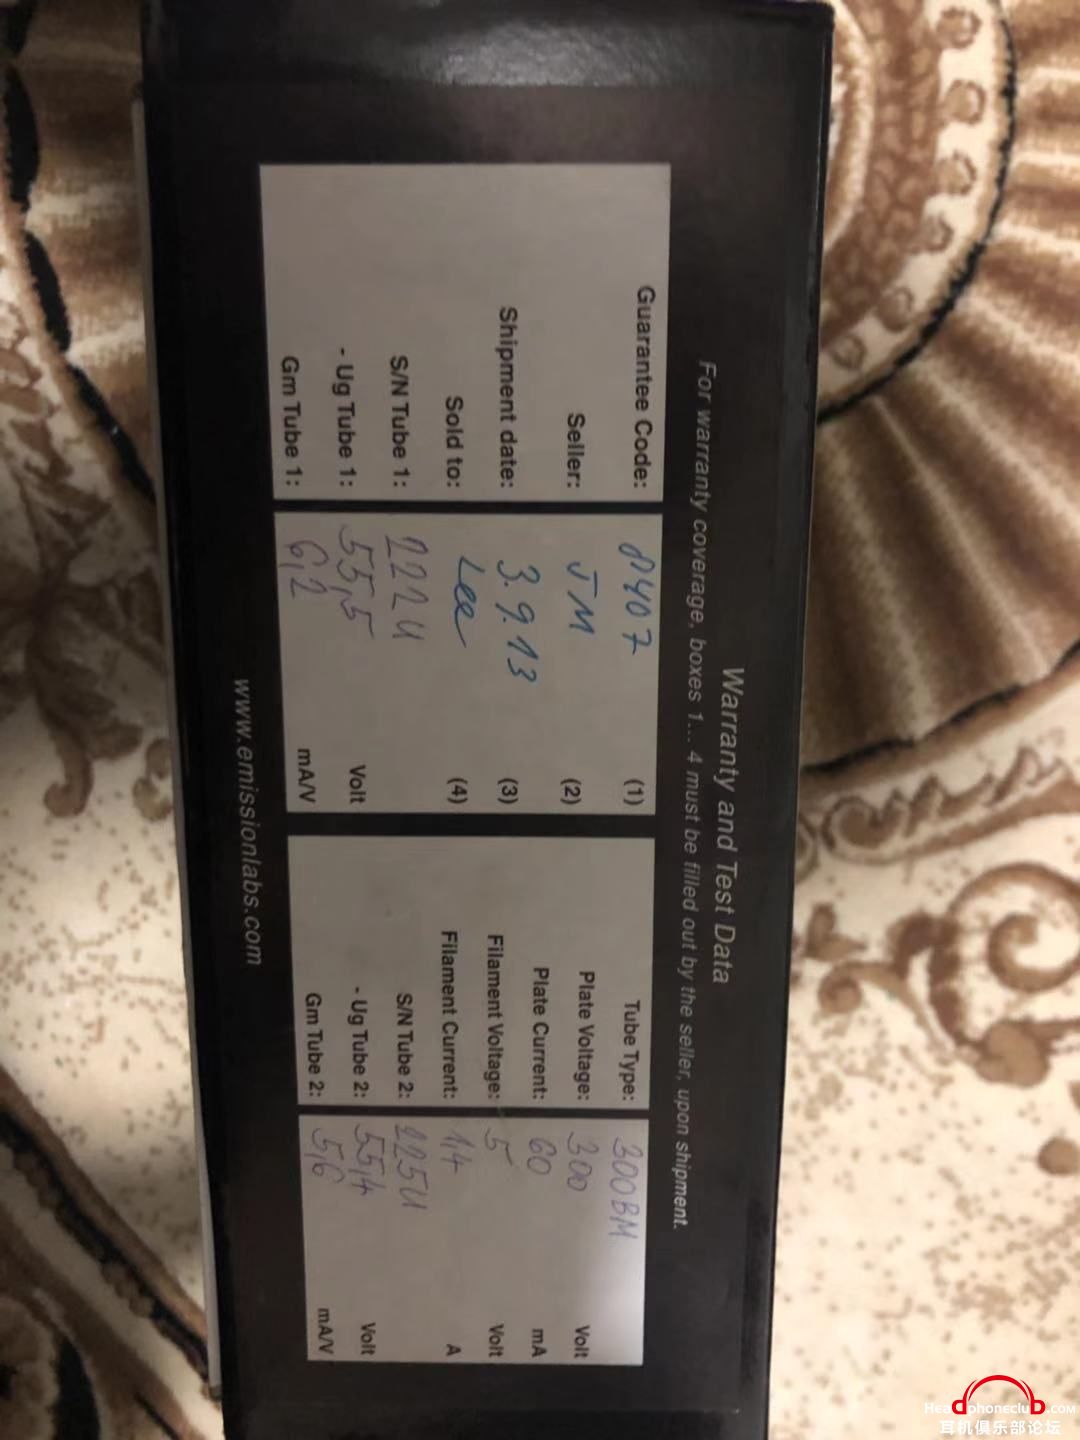 Warranty and Test Data
For warranty coverage, boxes 1... 4 must be filled out by the seller, upon shipment.
Guarantee Code: 8407 (1)
Seller: JM (2)
Shipment date: 3.9.13 (3)
Sold to: Lee (4)
S/N Tube 1: 222U
- Ug Tube 1: 55,5 Volt
Gm Tube 1: 6,2 mA/V
Tube Type: 300BM
Plate Voltage: 300 Volt
Plate Current: 60 mA
Filament Voltage: 5 Volt
Filament Current: 1,4 A
S/N Tube 2: 225U
- Ug Tube 2: 55,4 Volt
Gm Tube 2: 5,6 mA/V
www.emissionlabs.com
Headphoneclub.com
耳机俱乐部论坛